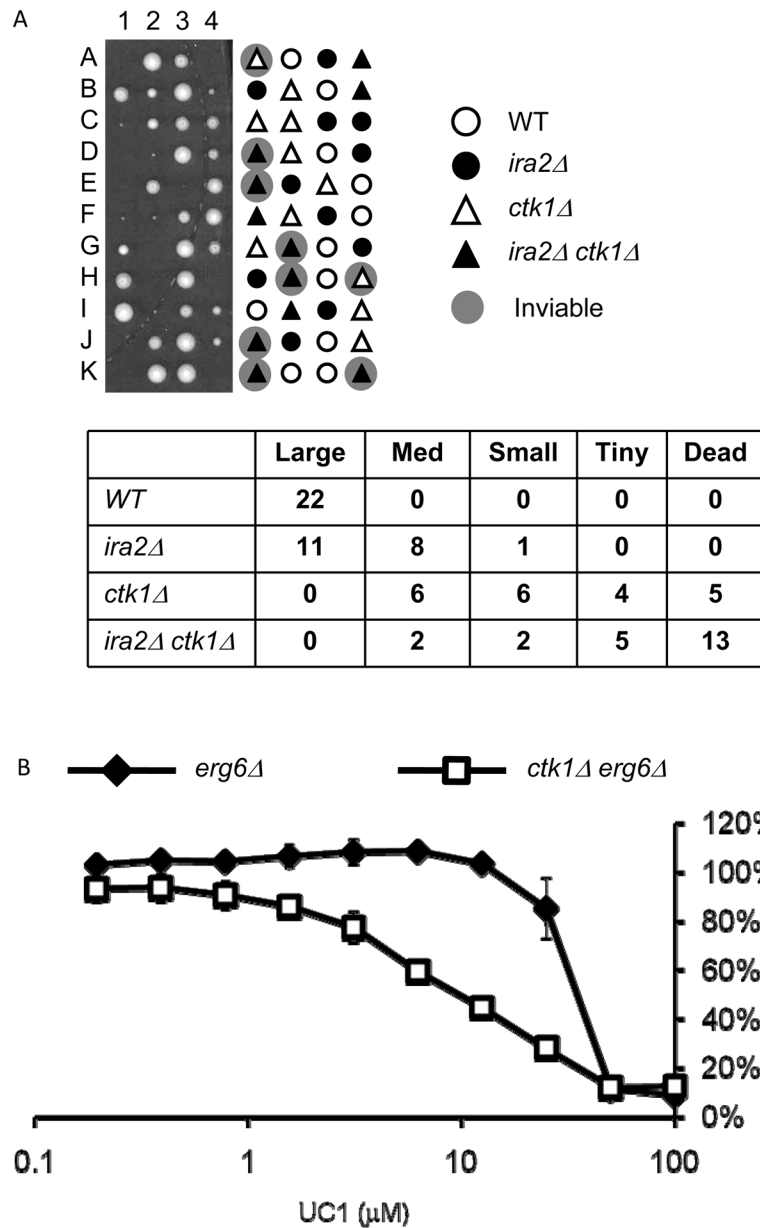 A
1 2 3 4
A
B
C
D
E
F
G
H
I
J
K
WT
ira2Δ
ctk1Δ
ira2Δ ctk1Δ
Inviable
Large Med Small Tiny Dead
WT 22 0 0 0 0
ira2Δ 11 8 1 0 0
ctk1Δ 0 6 6 4 5
ira2Δ ctk1Δ 0 2 2 5 13
B
erg6Δ ctk1Δ erg6Δ
120%
100%
80%
60%
40%
20%
0%
0.1 1 10 100
UC1 (μM)